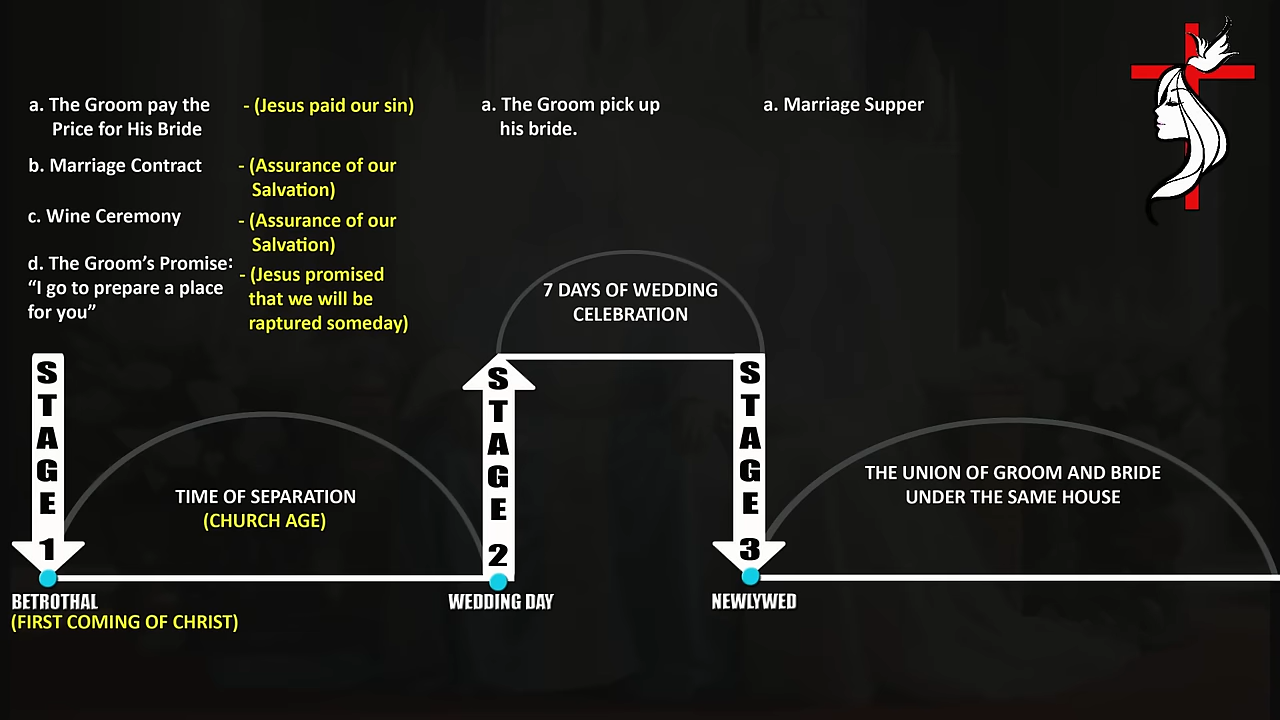 a. The Groom pay the
Price for His Bride
- (Jesus paid our sin)
b. Marriage Contract
- (Assurance of our
Salvation)
c. Wine Ceremony
- (Assurance of our
Salvation)
d. The Groom’s Promise:
“I go to prepare a place
for you”
- (Jesus promised
that we will be
raptured someday)
a. The Groom pick up
his bride.
a. Marriage Supper
7 DAYS OF WEDDING
CELEBRATION
STAGE 1
TIME OF SEPARATION
(CHURCH AGE)
STAGE 2
STAGE 3
THE UNION OF GROOM AND BRIDE
UNDER THE SAME HOUSE
BETROTHAL
(FIRST COMING OF CHRIST)
WEDDING DAY
NEWLYWED